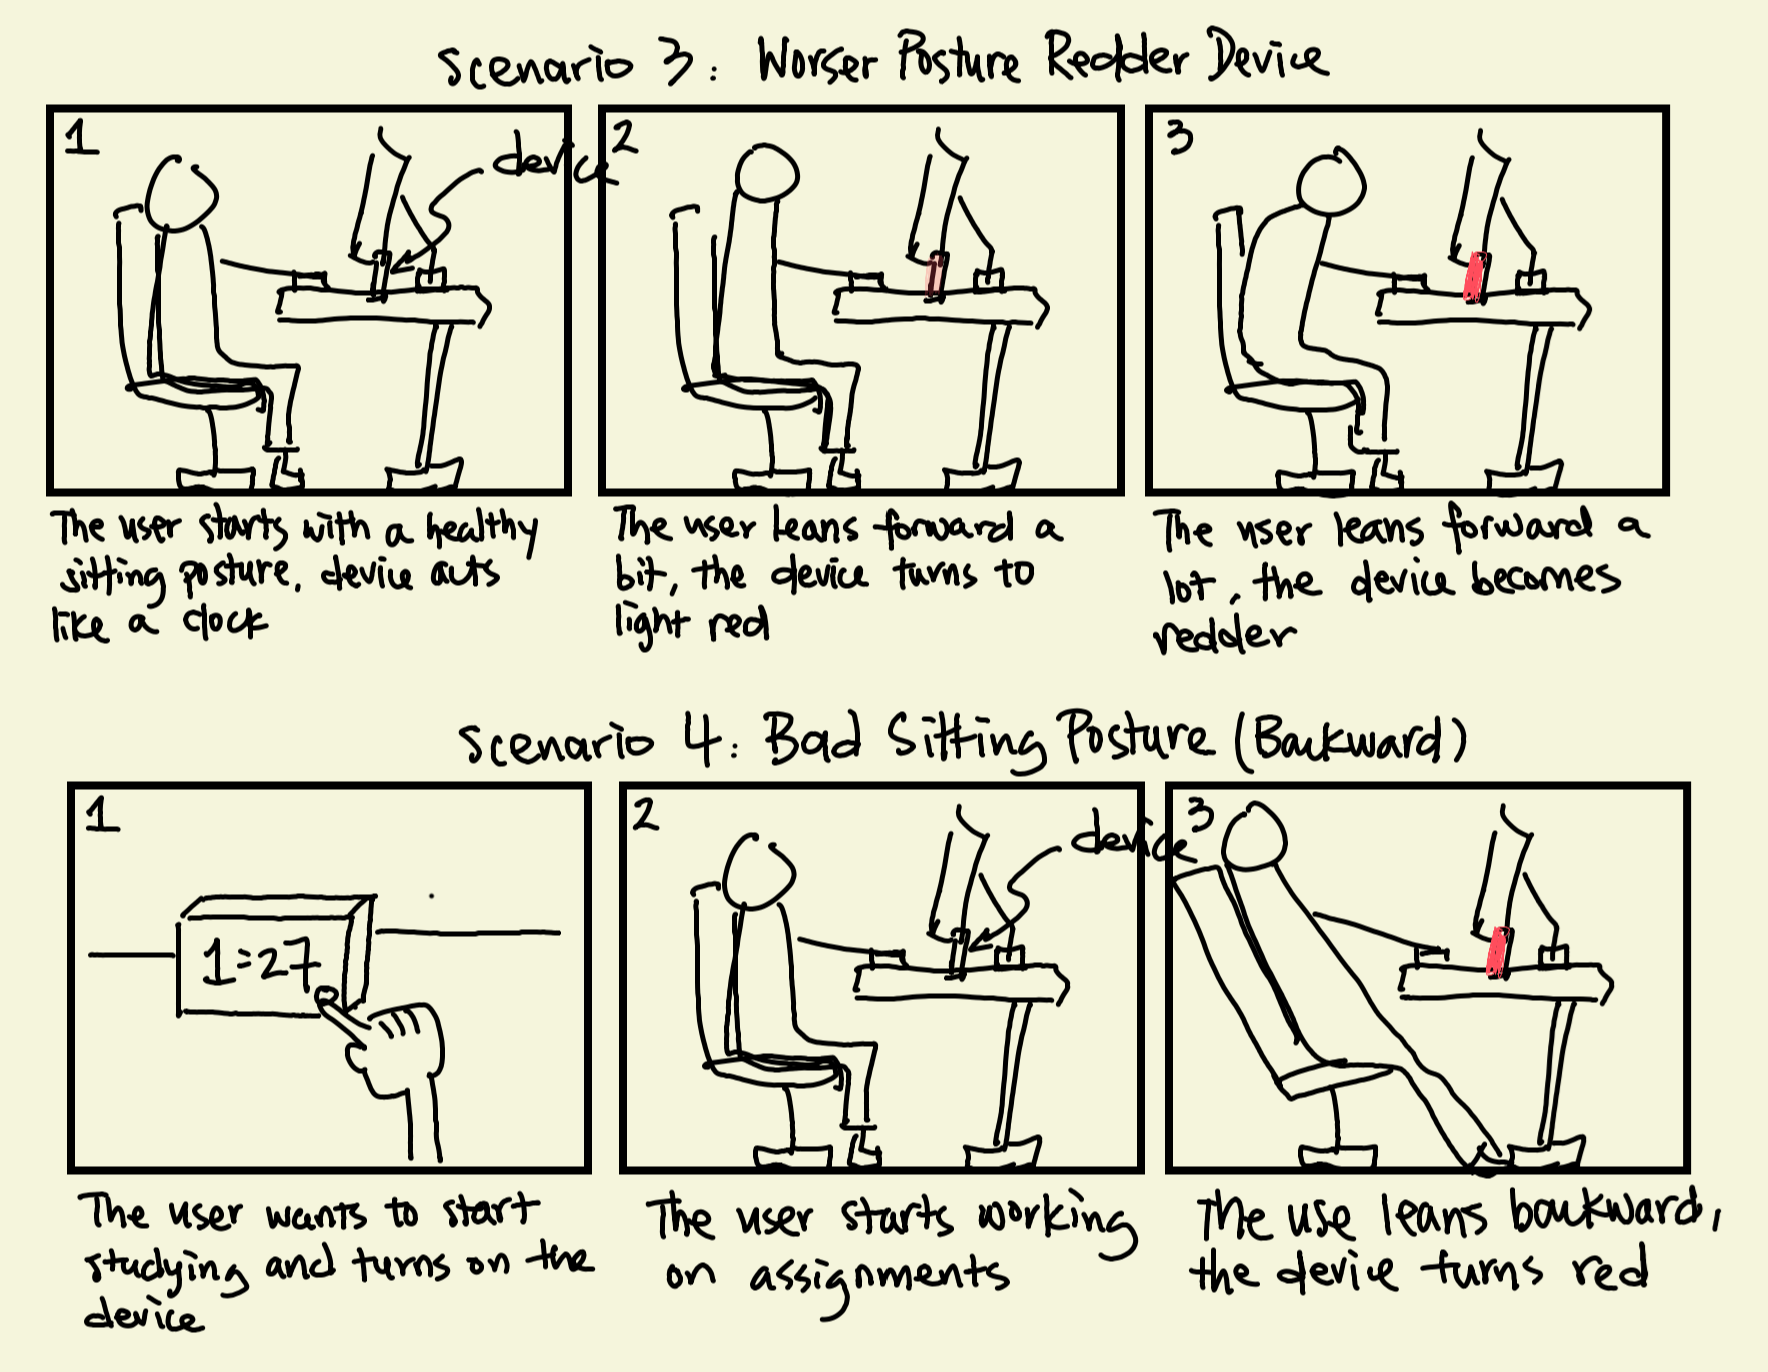 Scenario 3: Worser Posture Redder Device
1
device
2
3
The user starts with a healthy
sitting posture, device acts
like a clock
The user leans forward a
bit, the device turns to
light red
The user leans forward a
lot, the device becomes
redder
Scenario 4: Bad Sitting Posture (Backward)
1
1:27
2
device
3
The user wants to start
studying and turns on the
device
The user starts working
on assignments
The use leans backward,
the device turns red